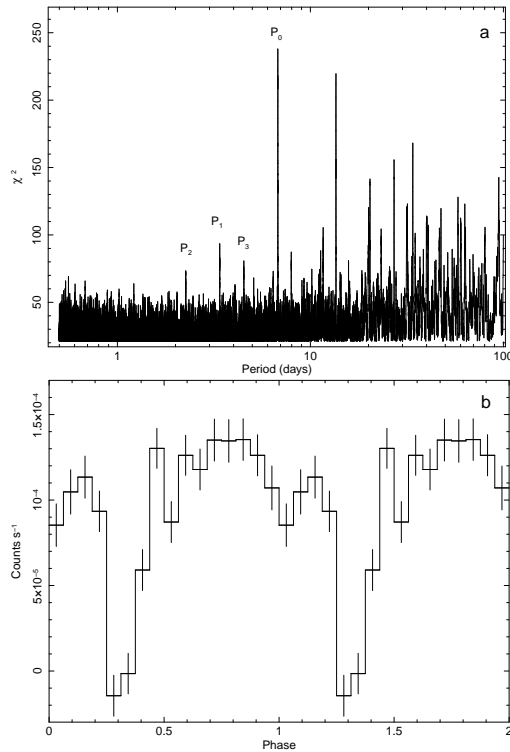 a
P₀
P₁
P₂
P₃
χ ²
50
100
150
200
250
1
10
100
Period (days)
b
Counts s⁻¹
0
5×10⁻⁵
10⁻⁴
1.5×10⁻⁴
0
0.5
1
1.5
2
Phase